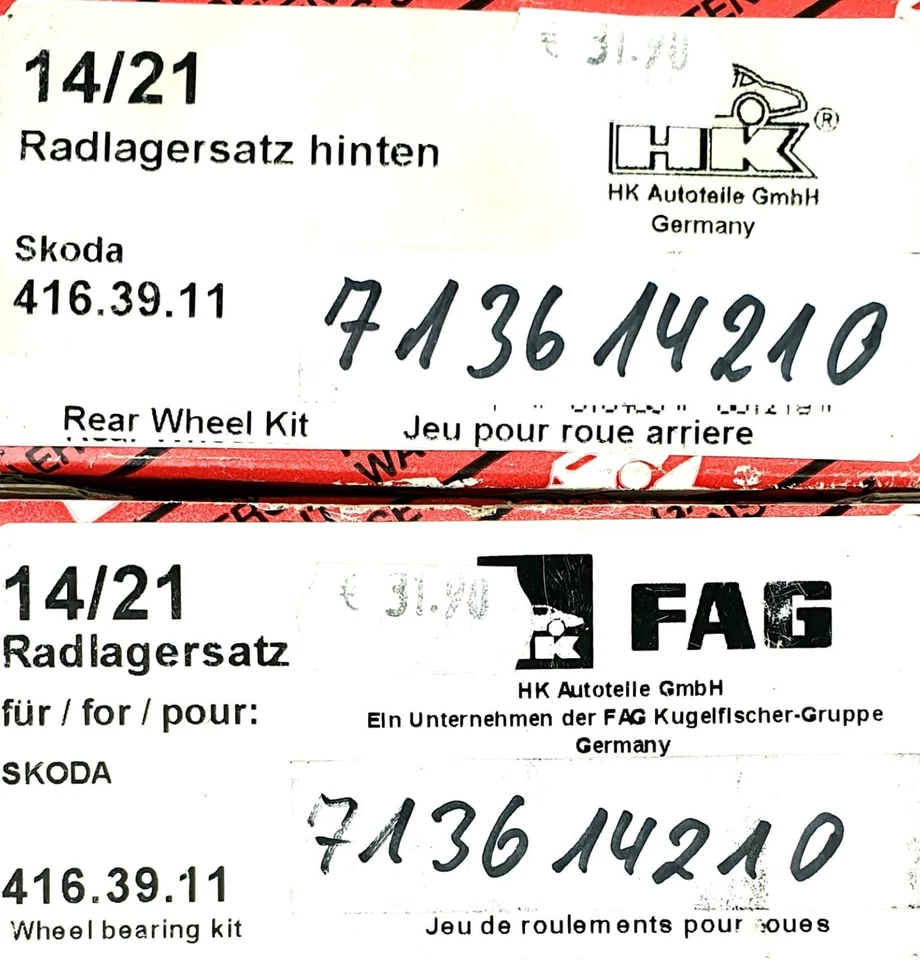 14/21
Radlagersatz hinten
€ 31.90
HK ®
HK Autoteile GmbH
Germany
Skoda
416.39.11
713614210
Rear Wheel Kit
Jeu pour roue arriere
14/21
Radlagersatz
€ 31.90
HK
FAG
HK Autoteile GmbH
Ein Unternehmen der FAG Kugelfischer-Gruppe
Germany
für / for / pour:
SKODA
713614210
416.39.11
Wheel bearing kit
Jeu de roulements pour